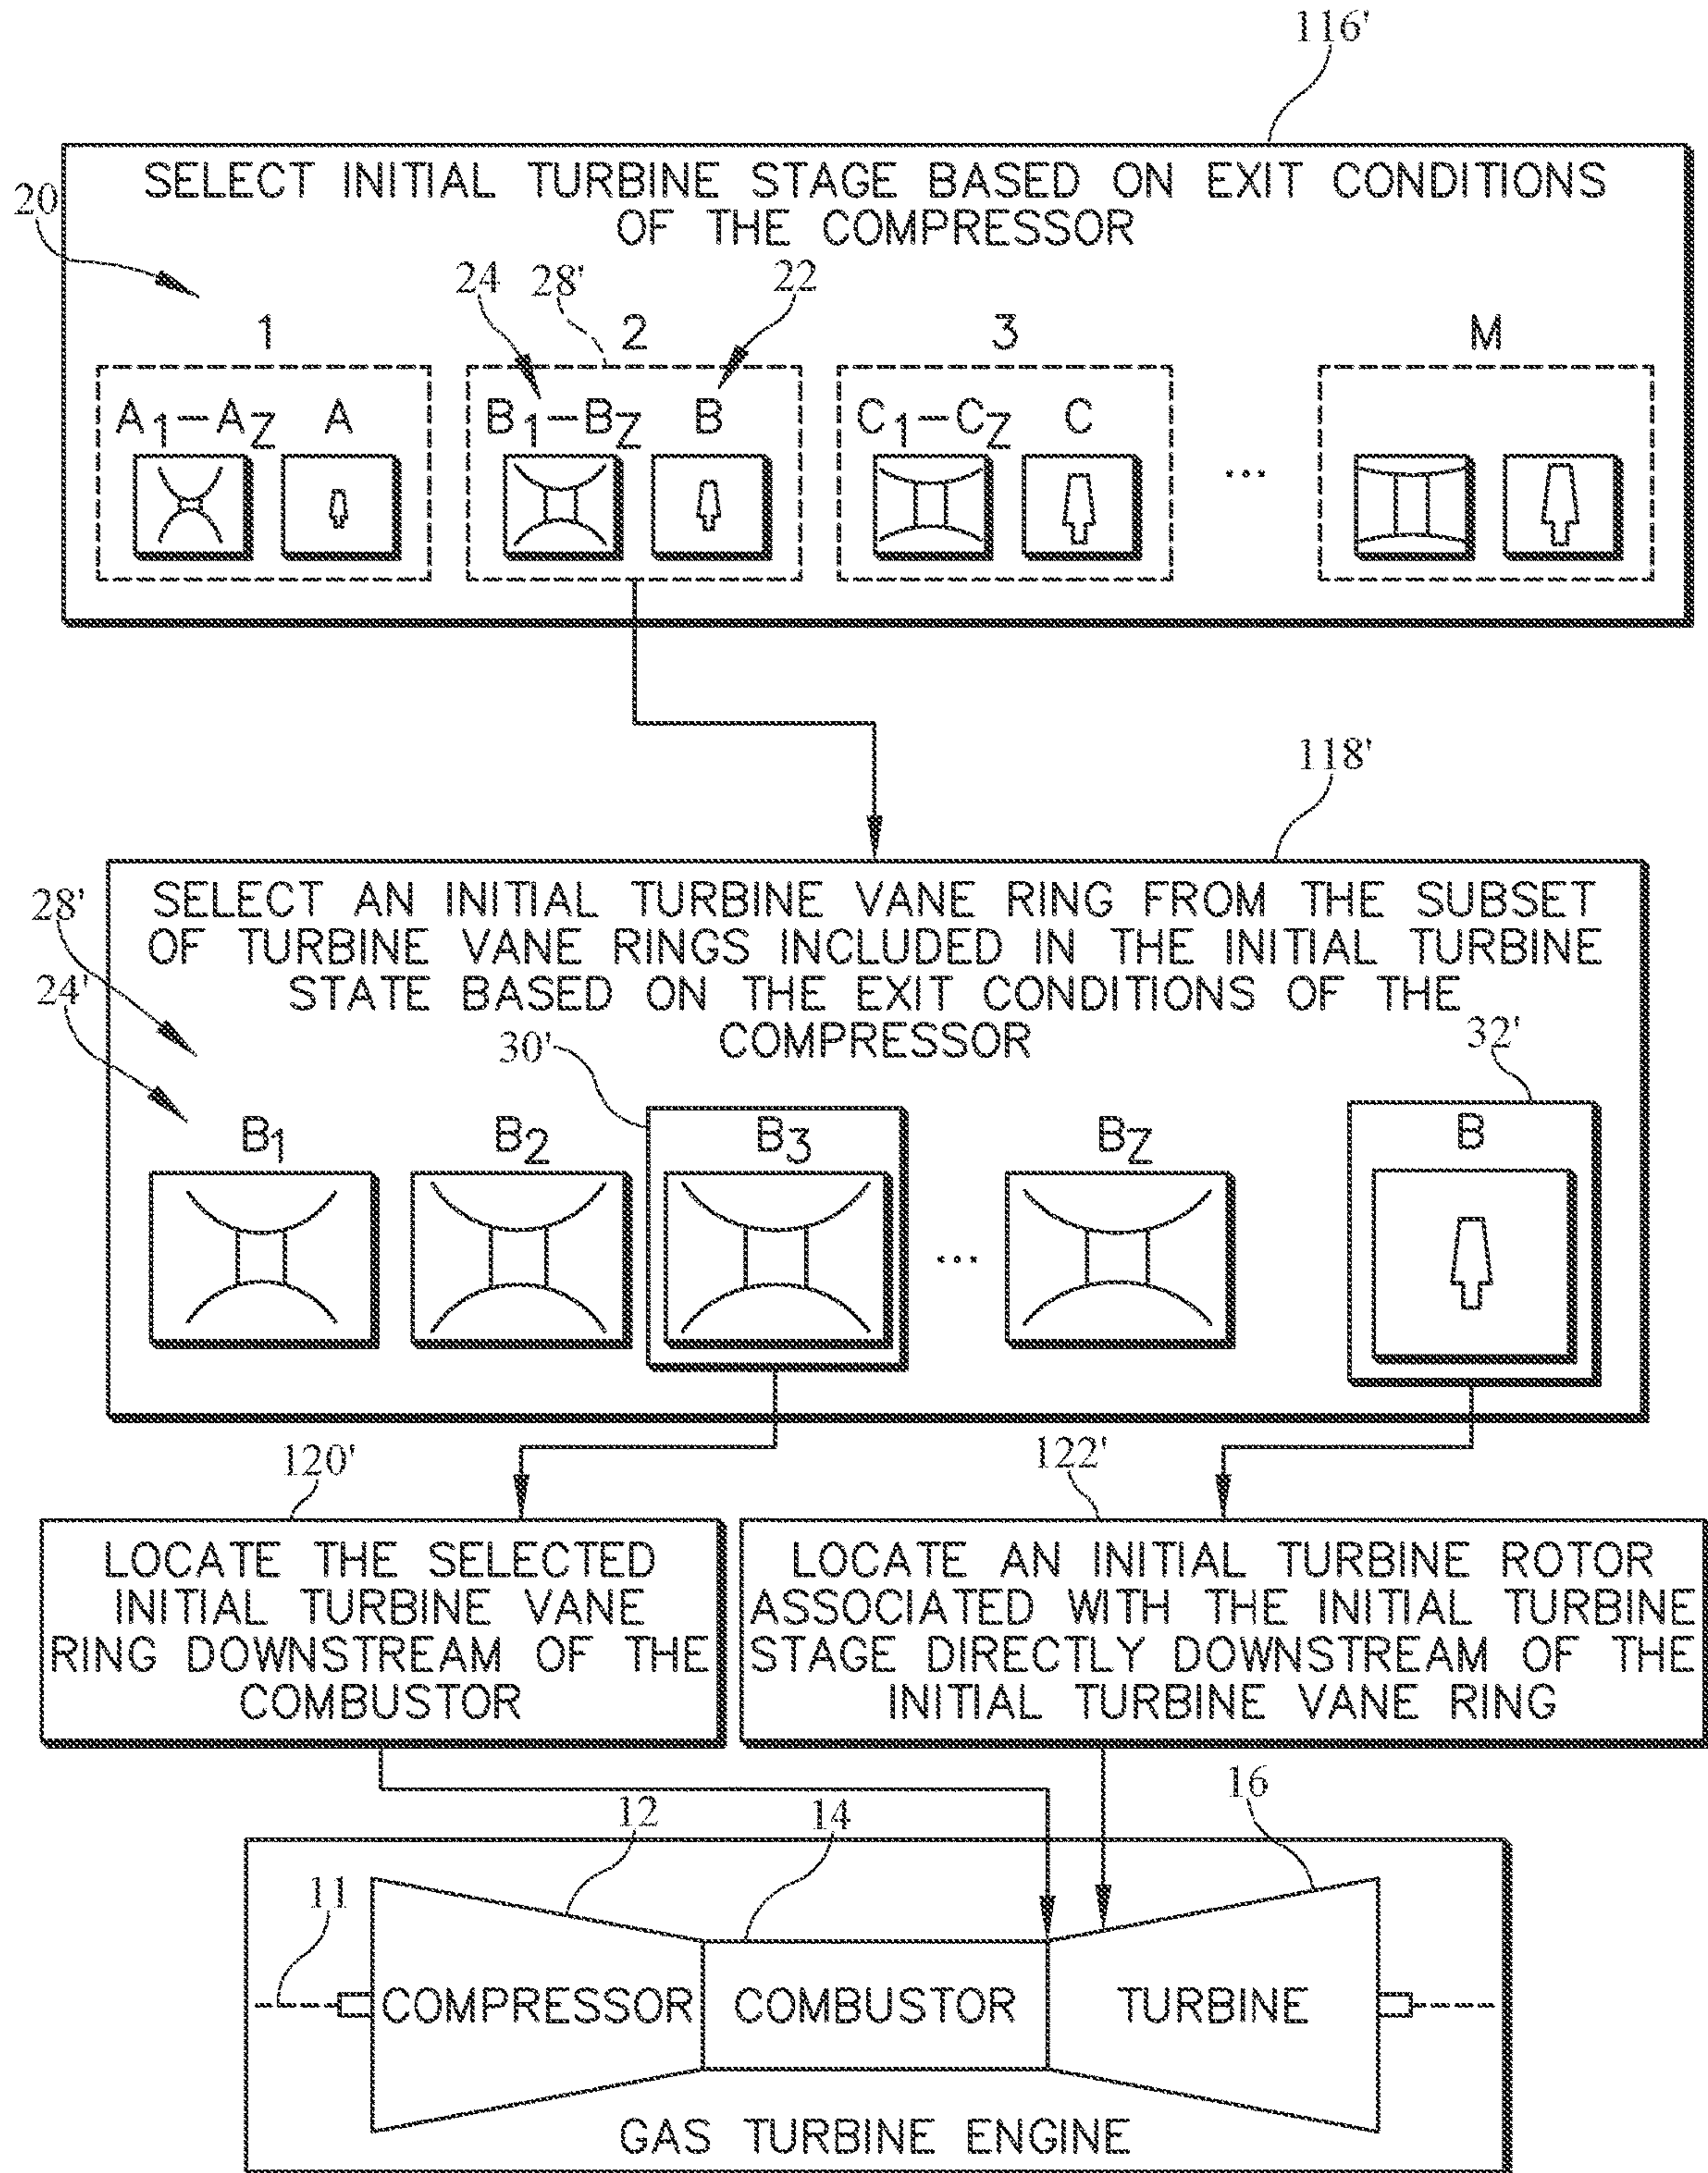 116'
SELECT INITIAL TURBINE STAGE BASED ON EXIT CONDITIONS
OF THE COMPRESSOR
20
24 28' 22
1 2 3 M
A1-AZ A B1-BZ B C1-CZ C
...
118'
SELECT AN INITIAL TURBINE VANE RING FROM THE SUBSET
OF TURBINE VANE RINGS INCLUDED IN THE INITIAL TURBINE
STATE BASED ON THE EXIT CONDITIONS OF THE
COMPRESSOR
28'
24'
30' 32'
B1 B2 B3 BZ B
...
120' 122'
LOCATE THE SELECTED
INITIAL TURBINE VANE
RING DOWNSTREAM OF THE
COMBUSTOR
LOCATE AN INITIAL TURBINE ROTOR
ASSOCIATED WITH THE INITIAL TURBINE
STAGE DIRECTLY DOWNSTREAM OF THE
INITIAL TURBINE VANE RING
12 14 16
11
COMPRESSOR COMBUSTOR TURBINE
GAS TURBINE ENGINE